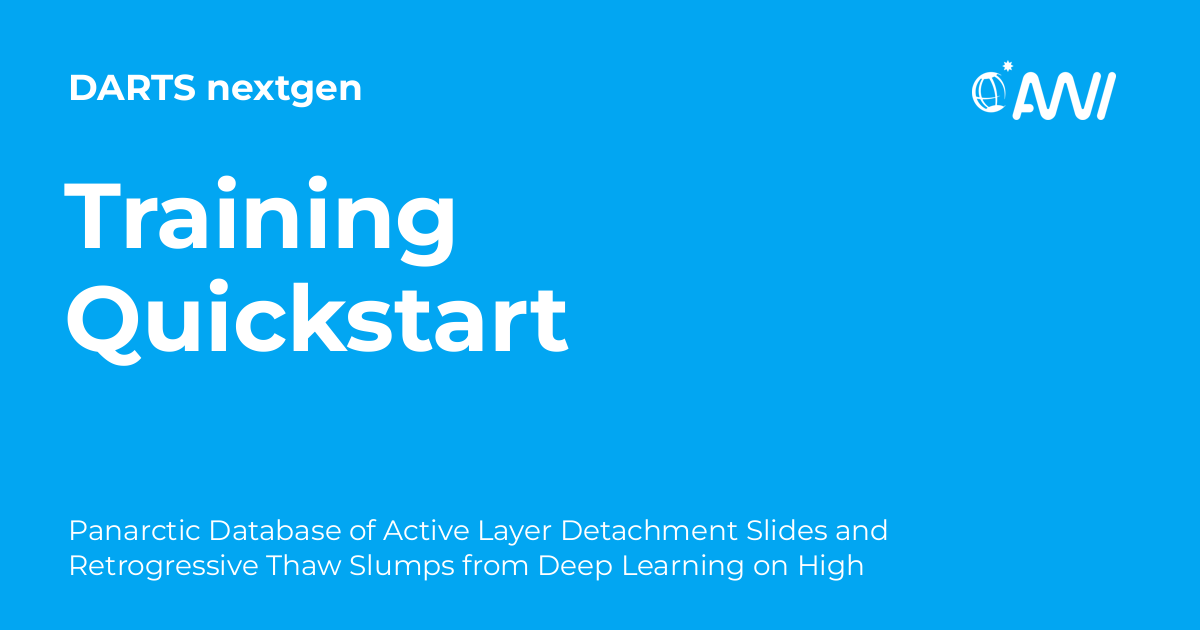 DARTS nextgen
AWI
Training
Quickstart
Panarctic Database of Active Layer Detachment Slides and
Retrogressive Thaw Slumps from Deep Learning on High